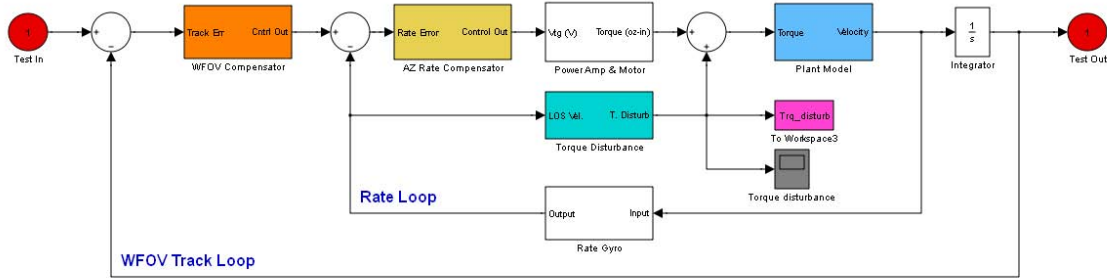 1
Test In
+
−
Track Err
Cntrl Out
WFOV Compensator
+
−
Rate Error
Control Out
AZ Rate Compensator
Vtg (V)
Torque (oz-in)
Power Amp & Motor
+
+
Torque
Velocity
Plant Model
1
s
Integrator
1
Test Out
LOS Vel.
T. Disturb
Torque Disturbance
Trq_disturb
To Workspace3
Torque disturbance
Rate Loop
Output
Input
Rate Gyro
WFOV Track Loop